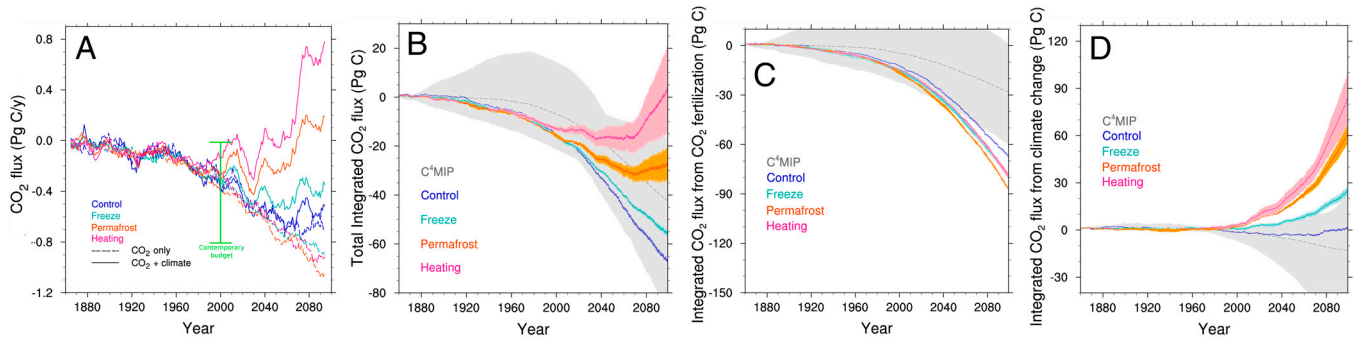 A
CO2 flux (Pg C/y)
0.8
0.4
0.0
-0.4
-0.8
-1.2
Control
Freeze
Permafrost
Heating
CO2 only
CO2 + climate
Contemporary
budget
1880 1920 1960 2000 2040 2080
Year
B
Total Integrated CO2 flux (Pg C)
20
0
-20
-40
-60
-80
C4MIP
Control
Freeze
Permafrost
Heating
1880 1920 1960 2000 2040 2080
Year
C
Integrated CO2 flux from CO2 fertilization (Pg C)
0
-30
-60
-90
-120
-150
C4MIP
Control
Freeze
Permafrost
Heating
1880 1920 1960 2000 2040 2080
Year
D
Integrated CO2 flux from climate change (Pg C)
120
90
60
30
0
-30
C4MIP
Control
Freeze
Permafrost
Heating
1880 1920 1960 2000 2040 2080
Year